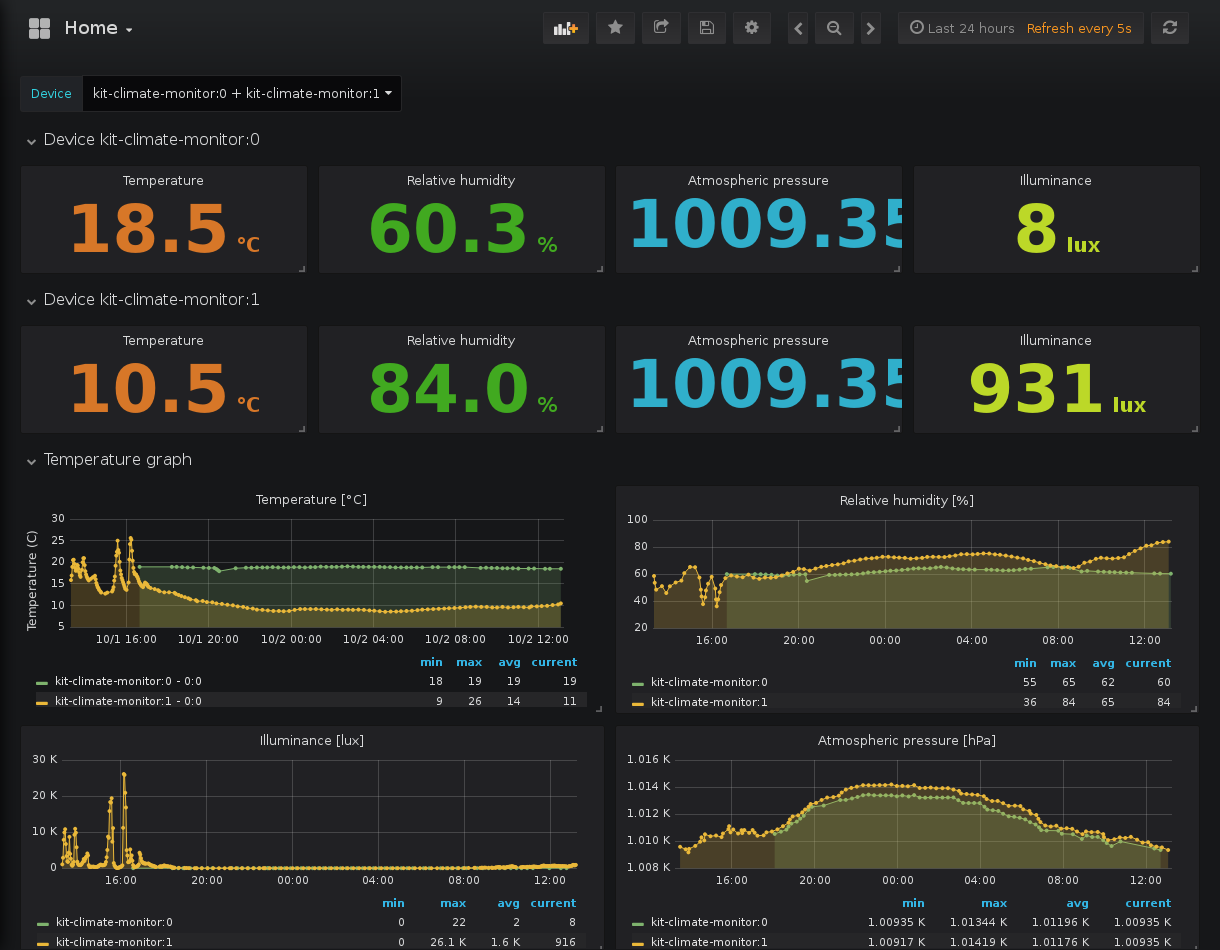 Home
Last 24 hours Refresh every 5s
Device kit-climate-monitor:0 + kit-climate-monitor:1
Device kit-climate-monitor:0
Temperature Relative humidity Atmospheric pressure Illuminance
18.5 °C 60.3 % 1009.35 8 lux
Device kit-climate-monitor:1
Temperature Relative humidity Atmospheric pressure Illuminance
10.5 °C 84.0 % 1009.35 931 lux
Temperature graph
Temperature [°C]
Temperature (C)
30
25
20
15
10
5
10/1 16:00 10/1 20:00 10/2 00:00 10/2 04:00 10/2 08:00 10/2 12:00
min max avg current
kit-climate-monitor:0 - 0:0 18 19 19 19
kit-climate-monitor:1 - 0:0 9 26 14 11
Relative humidity [%]
100
80
60
40
20
16:00 20:00 00:00 04:00 08:00 12:00
min max avg current
kit-climate-monitor:0 55 65 62 60
kit-climate-monitor:1 36 84 65 84
Illuminance [lux]
30 K
20 K
10 K
0
16:00 20:00 00:00 04:00 08:00 12:00
min max avg current
kit-climate-monitor:0 0 22 2 8
kit-climate-monitor:1 0 26.1 K 1.6 K 916
Atmospheric pressure [hPa]
1.016 K
1.014 K
1.012 K
1.010 K
1.008 K
16:00 20:00 00:00 04:00 08:00 12:00
min max avg current
kit-climate-monitor:0 1.00935 K 1.01344 K 1.01196 K 1.00935 K
kit-climate-monitor:1 1.00917 K 1.01419 K 1.01176 K 1.00935 K